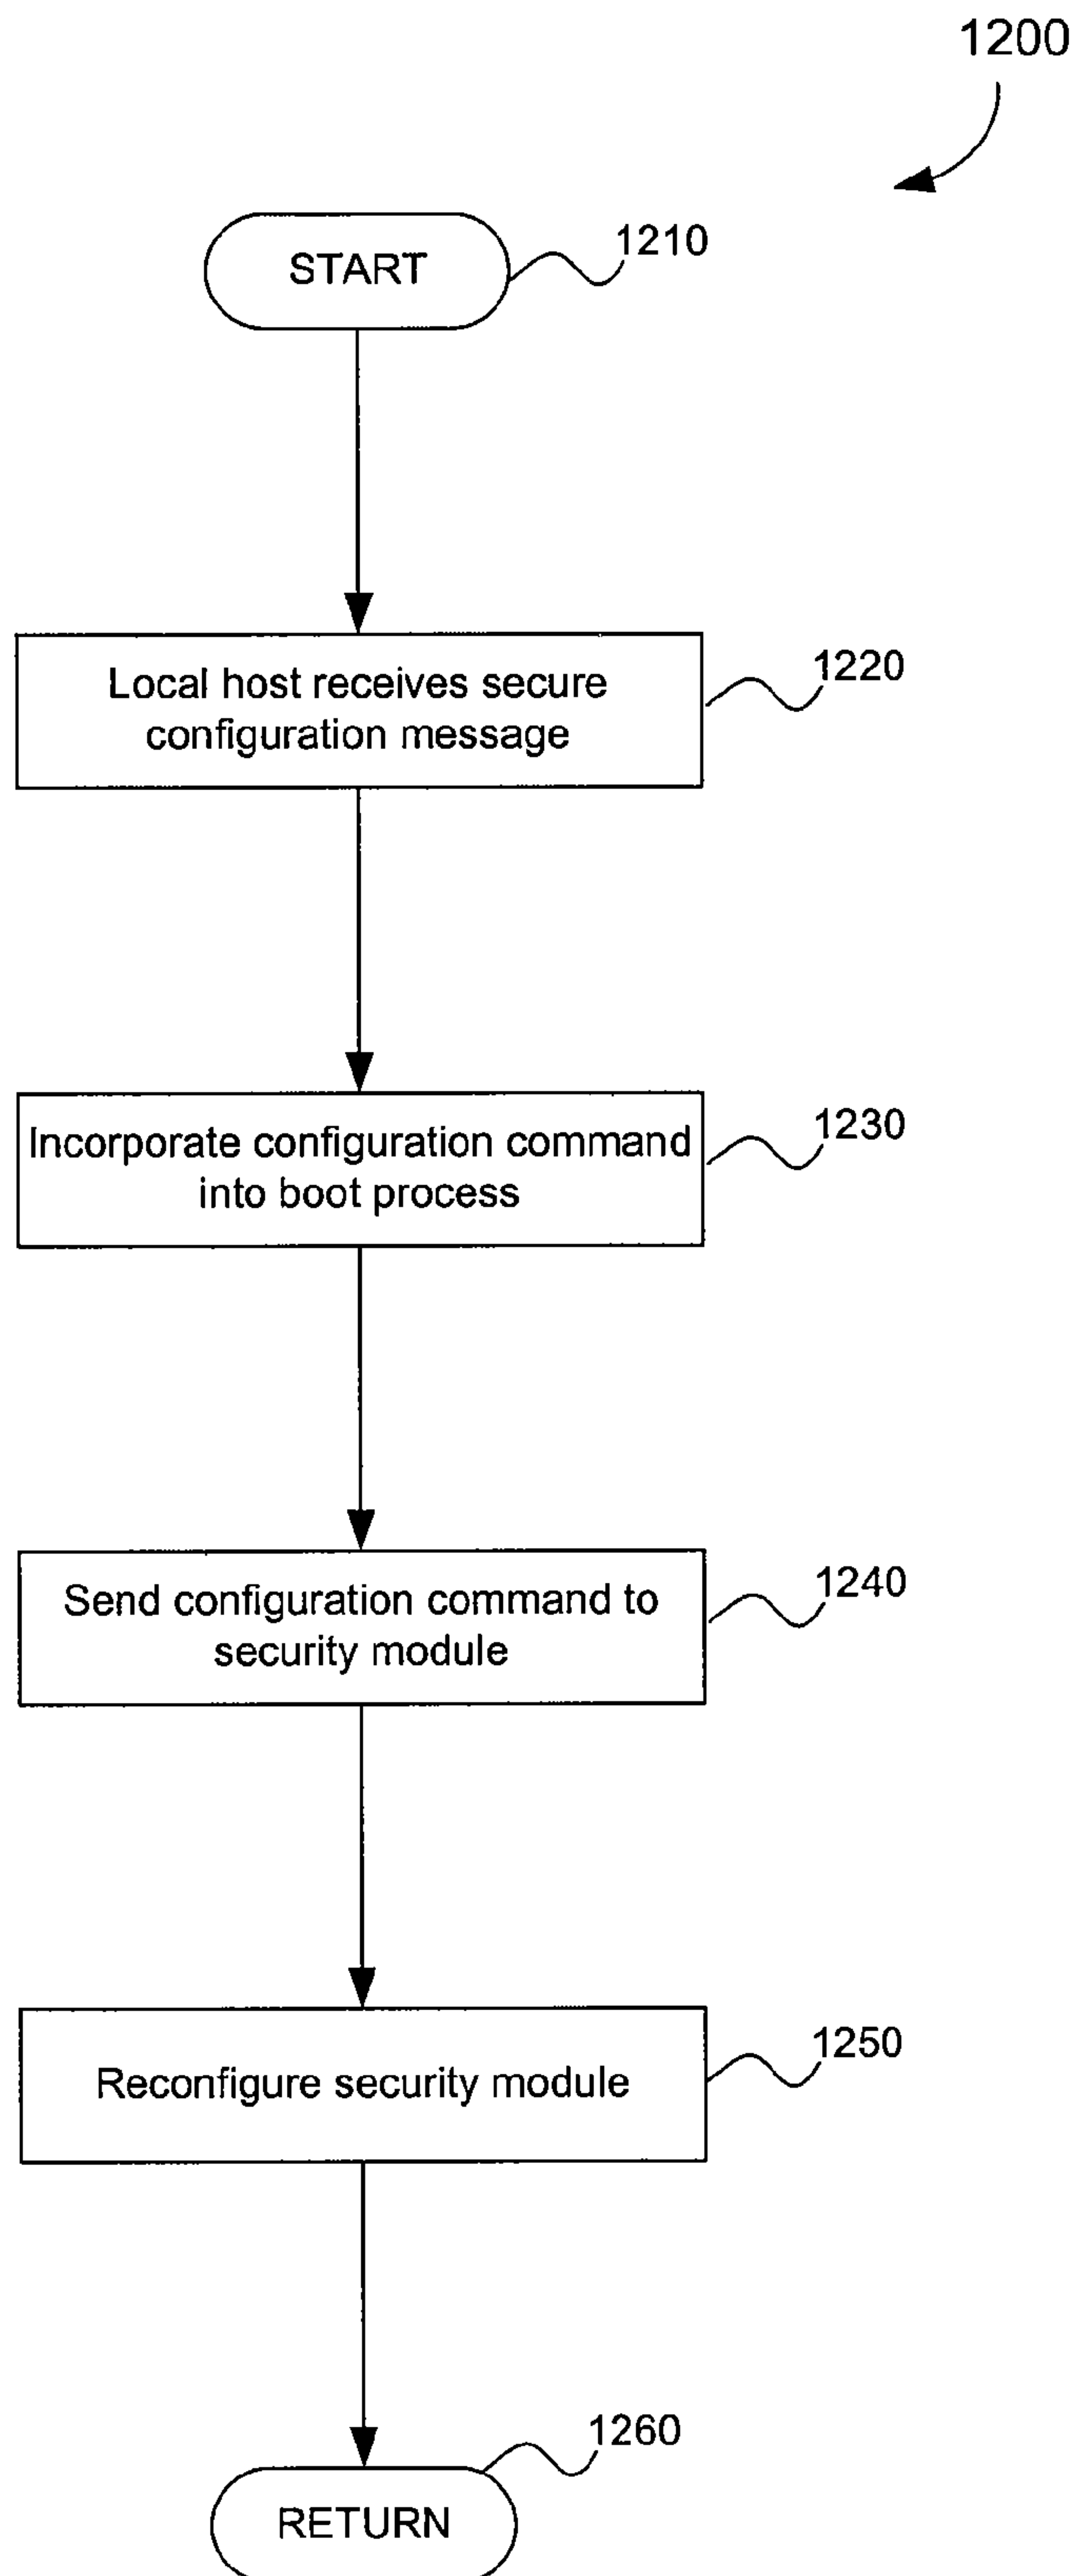 1200
START
1210
Local host receives secure
configuration message
1220
Incorporate configuration command
into boot process
1230
Send configuration command to
security module
1240
Reconfigure security module
1250
1260
RETURN